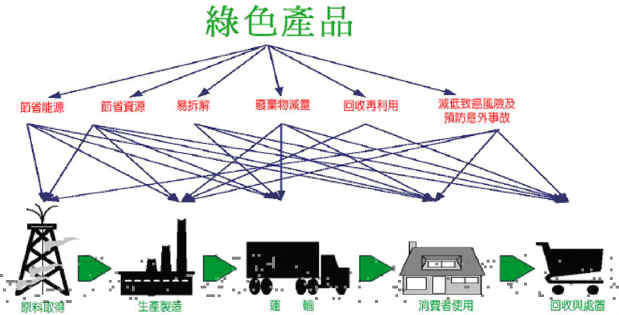 綠色產品
節省能源
節省資源
易拆解
廢棄物減量
回收再利用
減低致癌風險及
預防意外事故
原料取得
生產製造
運 輸
消費者使用
回收與處置